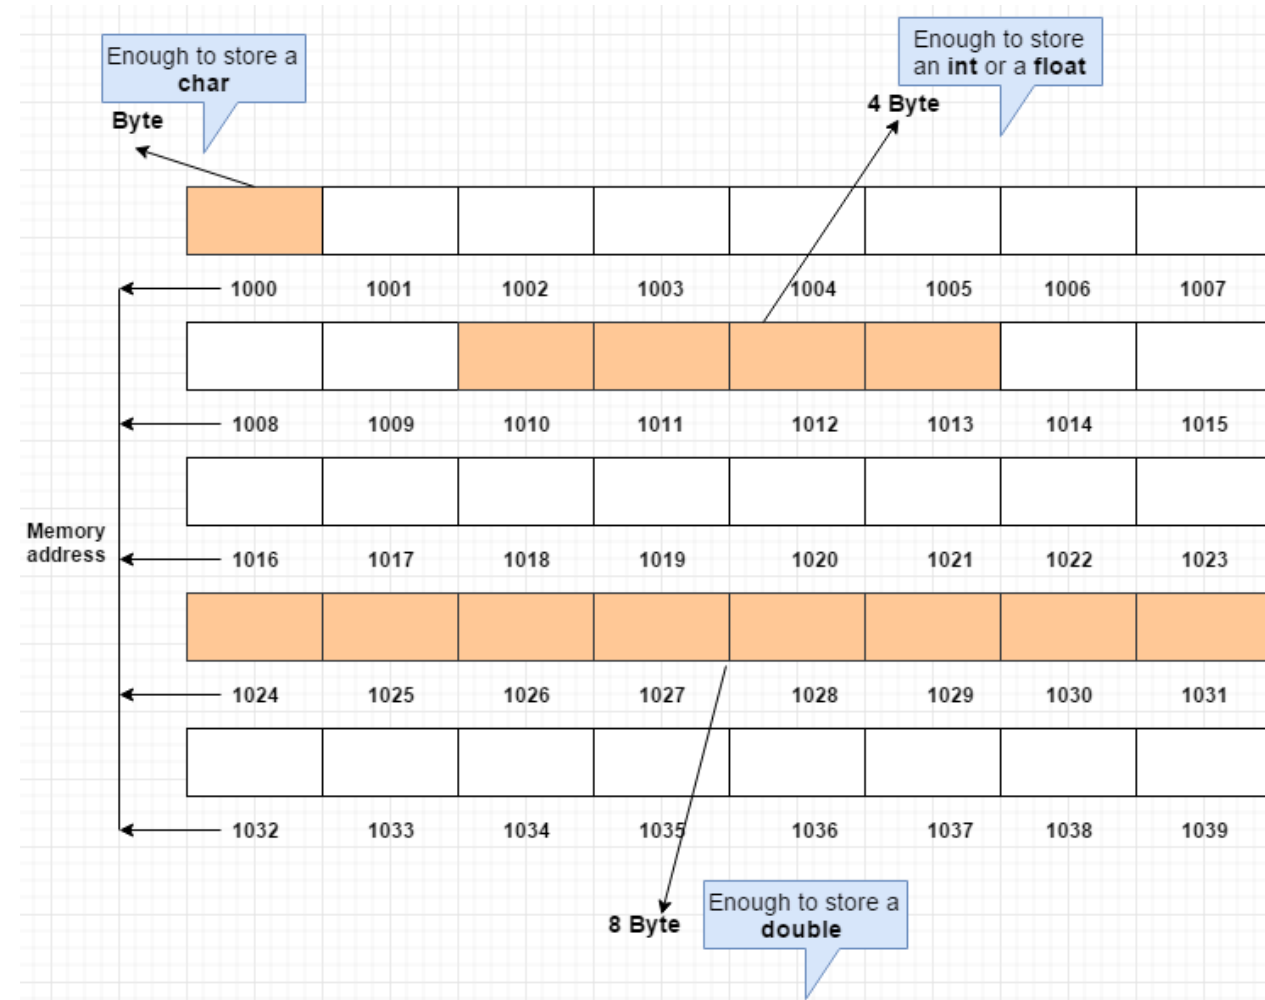 Enough to store a
char
Enough to store
an int or a float
Byte
4 Byte
1000 1001 1002 1003 1004 1005 1006 1007
1008 1009 1010 1011 1012 1013 1014 1015
Memory
address
1016 1017 1018 1019 1020 1021 1022 1023
1024 1025 1026 1027 1028 1029 1030 1031
1032 1033 1034 1035 1036 1037 1038 1039
8 Byte
Enough to store a
double